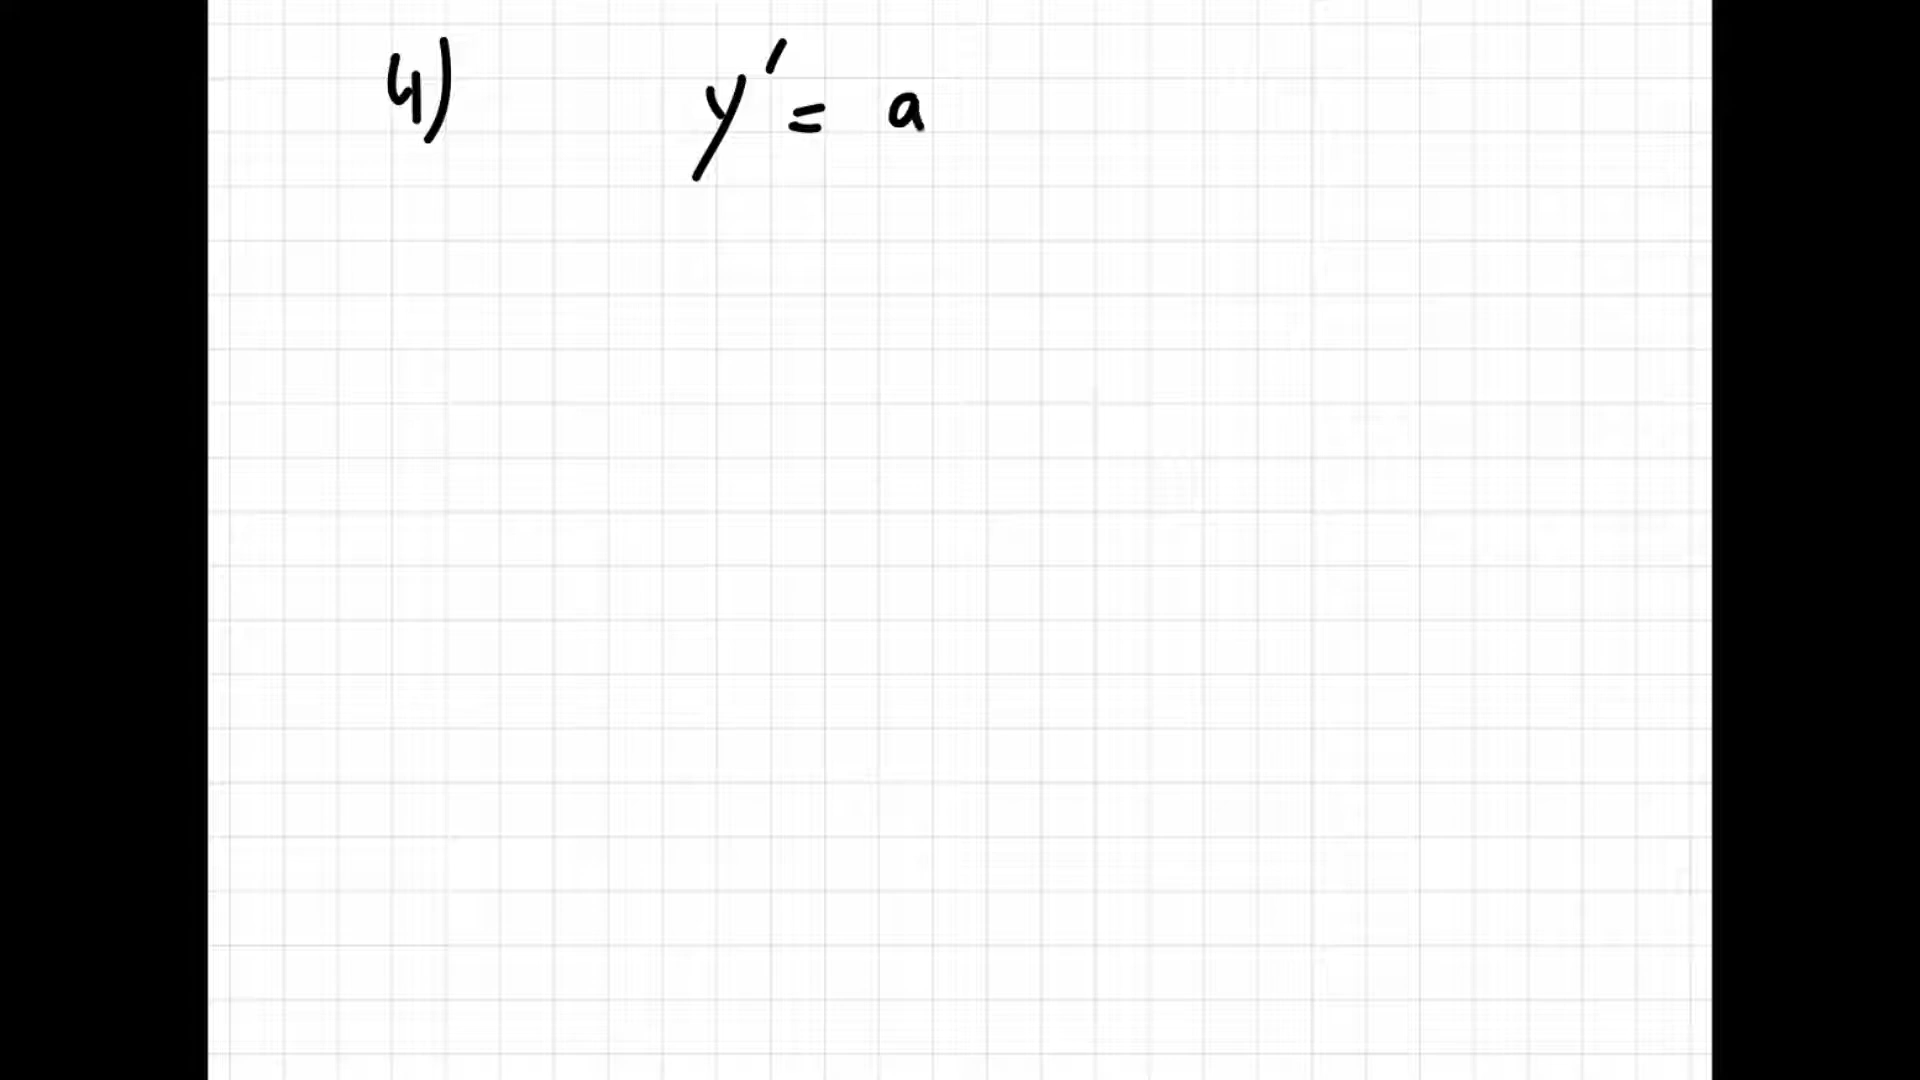 4) y' = a